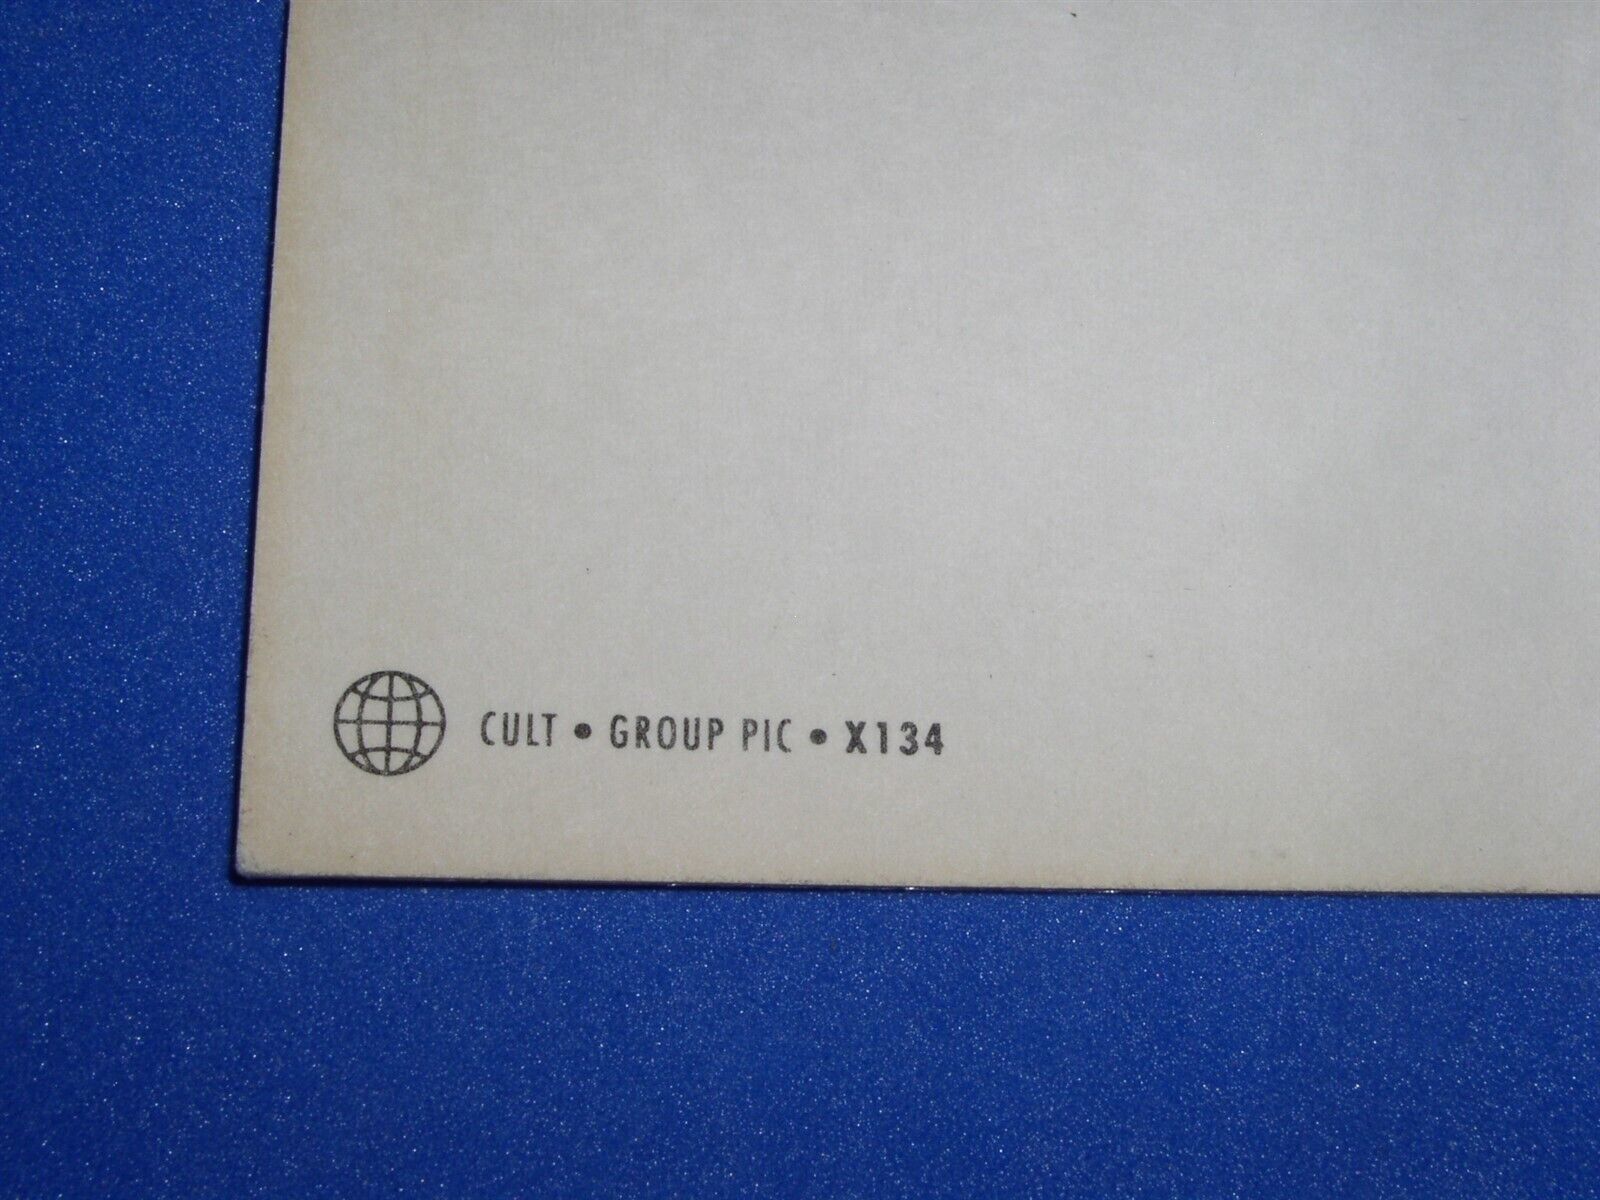 CULT • GROUP PIC • X134